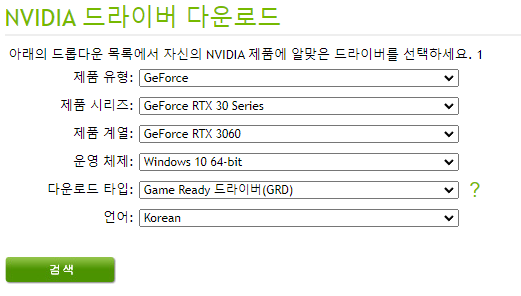 NVIDIA 드라이버 다운로드
아래의 드롭다운 목록에서 자신의 NVIDIA 제품에 알맞은 드라이버를 선택하세요. 1
제품 유형: GeForce
제품 시리즈: GeForce RTX 30 Series
제품 계열: GeForce RTX 3060
운영 체제: Windows 10 64-bit
다운로드 타입: Game Ready 드라이버(GRD) ?
언어: Korean
검색